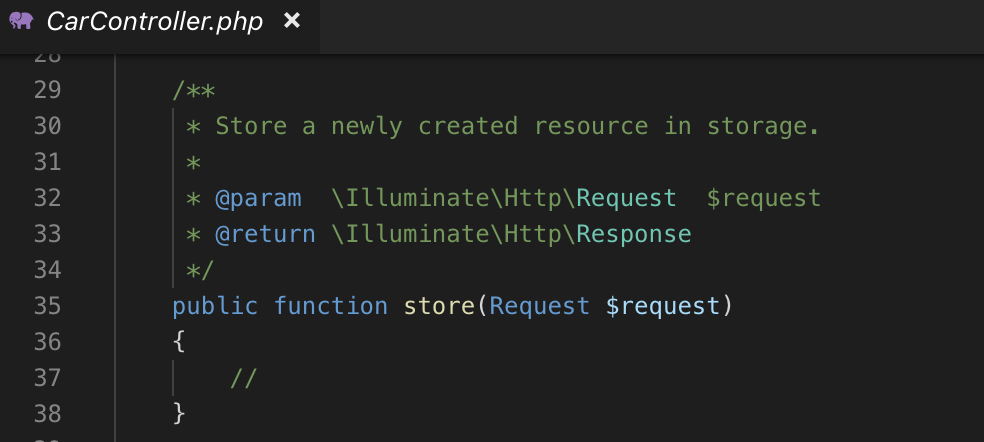 CarController.php ×
28
29 /**
30 * Store a newly created resource in storage.
31 *
32 * @param  \Illuminate\Http\Request  $request
33 * @return \Illuminate\Http\Response
34 */
35 public function store(Request $request)
36 {
37 //
38 }